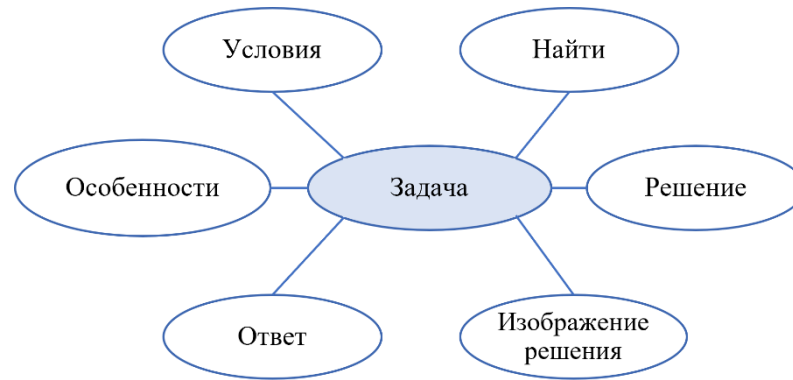 Условия
Найти
Особенности
Задача
Решение
Ответ
Изображение
решения